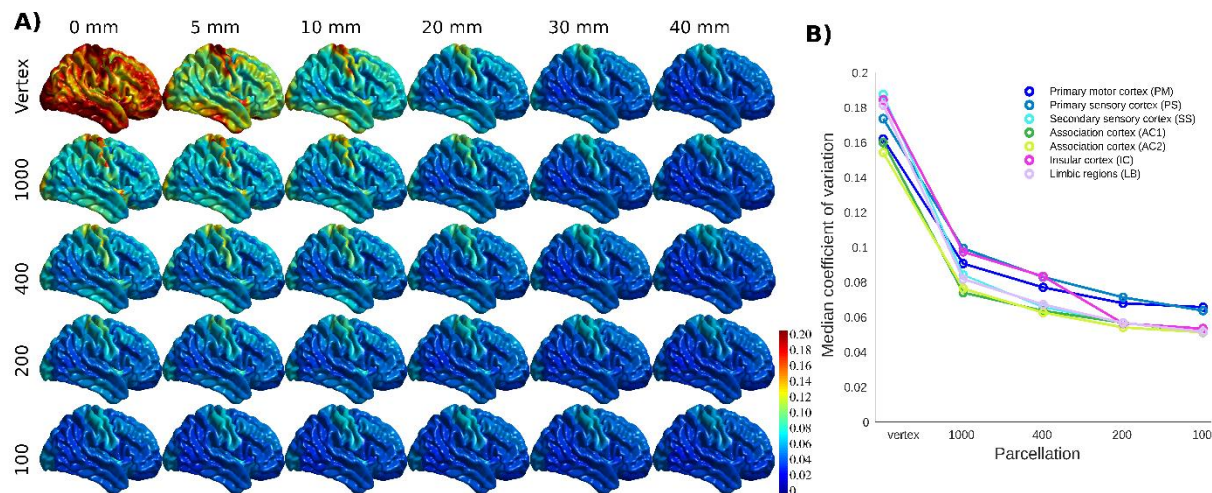 A)
0 mm 5 mm 10 mm 20 mm 30 mm 40 mm
Vertex
1000
400
200
100
0.20
0.18
0.16
0.14
0.12
0.10
0.08
0.06
0.04
0.02
0
B)
Median coefficient of variation
0.2
0.18
0.16
0.14
0.12
0.1
0.08
0.06
0.04
0.02
0
Primary motor cortex (PM)
Primary sensory cortex (PS)
Secondary sensory cortex (SS)
Association cortex (AC1)
Association cortex (AC2)
Insular cortex (IC)
Limbic regions (LB)
vertex 1000 400 200 100
Parcellation